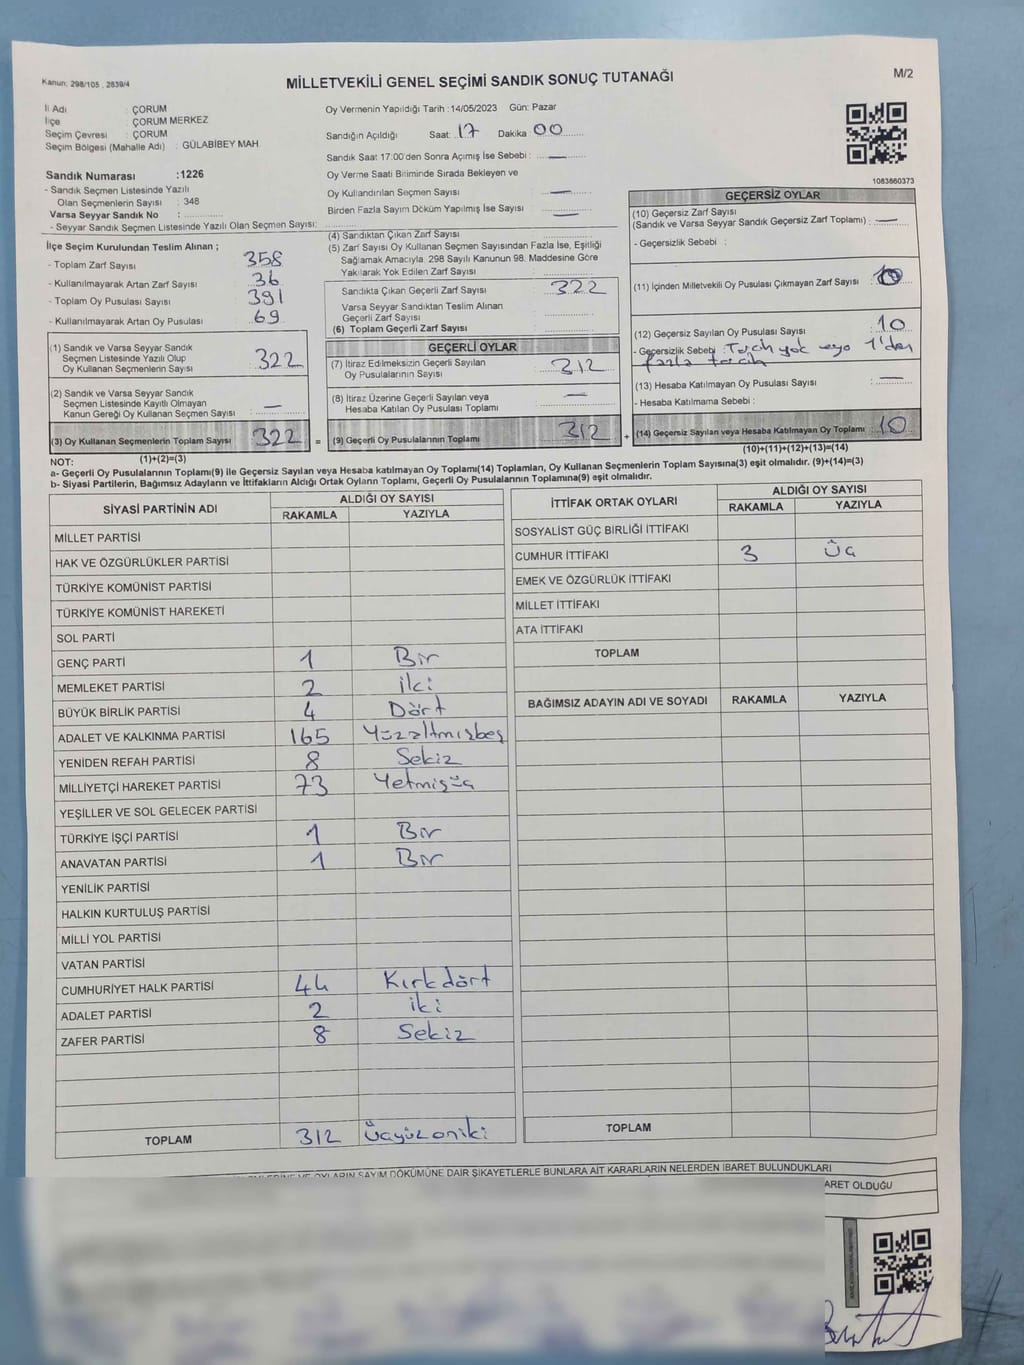 Kanun: 298/105 , 2839/4
MİLLETVEKİLİ GENEL SEÇİMİ SANDIK SONUÇ TUTANAĞI
M/2
İl Adı : ÇORUM
İlçe : ÇORUM MERKEZ
Seçim Çevresi : ÇORUM
Seçim Bölgesi (Mahalle Adı) : GÜLABİBEY MAH.
Sandık Numarası :1226
- Sandık Seçmen Listesinde Yazılı
Olan Seçmenlerin Sayısı : 348
Varsa Seyyar Sandık No :
- Seyyar Sandık Seçmen Listesinde Yazılı Olan Seçmen Sayısı:
Oy Vermenin Yapıldığı Tarih :14/05/2023 Gün: Pazar
Sandığın Açıldığı Saat: 17 Dakika: 00
Sandık Saat 17:00'den Sonra Açımış İse Sebebi : —
Oy Verme Saati Bitiminde Sırada Bekleyen ve
Oy Kullandırılan Seçmen Sayısı —
Birden Fazla Sayım Döküm Yapılmış İse Sayısı —
1083660373
İlçe Seçim Kurulundan Teslim Alınan ;
- Toplam Zarf Sayısı 358
- Kullanılmayarak Artan Zarf Sayısı 36
- Toplam Oy Pusulası Sayısı 391
- Kullanılmayarak Artan Oy Pusulası 69
(1) Sandık ve Varsa Seyyar Sandık
Seçmen Listesinde Yazılı Olup
Oy Kullanan Seçmenlerin Sayısı 322
(2) Sandık ve Varsa Seyyar Sandık
Seçmen Listesinde Kayıtlı Olmayan
Kanun Gereği Oy Kullanan Seçmen Sayısı —
(3) Oy Kullanan Seçmenlerin Toplam Sayısı 322
(1)+(2)=(3)
(4) Sandıktan Çıkan Zarf Sayısı
(5) Zarf Sayısı Oy Kullanan Seçmen Sayısından Fazla İse, Eşitliği
Sağlamak Amacıyla 298 Sayılı Kanunun 98. Maddesine Göre
Yakılarak Yok Edilen Zarf Sayısı
Sandıkta Çıkan Geçerli Zarf Sayısı 322
Varsa Seyyar Sandıktan Teslim Alınan
Geçerli Zarf Sayısı
(6) Toplam Geçerli Zarf Sayısı
GEÇERLİ OYLAR
(7) İtiraz Edilmeksizin Geçerli Sayılan
Oy Pusulalarının Sayısı 312
(8) İtiraz Üzerine Geçerli Sayılan veya
Hesaba Katılan Oy Pusulası Toplamı —
= (9) Geçerli Oy Pusulalarının Toplamı 312
GEÇERSİZ OYLAR
(10) Geçersiz Zarf Sayısı
(Sandık ve Varsa Seyyar Sandık Geçersiz Zarf Toplamı) : —
- Geçersizlik Sebebi :
(11) İçinden Milletvekili Oy Pusulası Çıkmayan Zarf Sayısı
(12) Geçersiz Sayılan Oy Pusulası Sayısı 10
- Geçersizlik Sebebi : Tercih yok veya 1'den
fazla tercih
(13) Hesaba Katılmayan Oy Pusulası Sayısı —
- Hesaba Katılmama Sebebi :
+ (14) Geçersiz Sayılan veya Hesaba Katılmayan Oy Toplamı 10
(10)+(11)+(12)+(13)=(14)
NOT:
a- Geçerli Oy Pusulalarının Toplamı(9) ile Geçersiz Sayılan veya Hesaba katılmayan Oy Toplamı(14) Toplamları, Oy Kullanan Seçmenlerin Toplam Sayısına(3) eşit olmalıdır. (9)+(14)=(3)
b- Siyasi Partilerin, Bağımsız Adayların ve İttifakların Aldığı Ortak Oyların Toplamı, Geçerli Oy Pusulalarının Toplamına(9) eşit olmalıdır.
SİYASİ PARTİNİN ADI
ALDIĞI OY SAYISI
RAKAMLA YAZIYLA
MİLLET PARTİSİ
HAK VE ÖZGÜRLÜKLER PARTİSİ
TÜRKİYE KOMÜNİST PARTİSİ
TÜRKİYE KOMÜNİST HAREKETİ
SOL PARTİ
GENÇ PARTİ 1 Bir
MEMLEKET PARTİSİ 2 iki
BÜYÜK BİRLİK PARTİSİ 4 Dört
ADALET VE KALKINMA PARTİSİ 165 Yüzaltmışbeş
YENİDEN REFAH PARTİSİ 8 Sekiz
MİLLİYETÇİ HAREKET PARTİSİ 73 Yetmişüç
YEŞİLLER VE SOL GELECEK PARTİSİ
TÜRKİYE İŞÇİ PARTİSİ 1 Bir
ANAVATAN PARTİSİ 1 Bir
YENİLİK PARTİSİ
HALKIN KURTULUŞ PARTİSİ
MİLLİ YOL PARTİSİ
VATAN PARTİSİ
CUMHURİYET HALK PARTİSİ 44 Kırkdört
ADALET PARTİSİ 2 iki
ZAFER PARTİSİ 8 Sekiz
TOPLAM 312 Üçyüzoniki
İTTİFAK ORTAK OYLARI
ALDIĞI OY SAYISI
RAKAMLA YAZIYLA
SOSYALİST GÜÇ BİRLİĞİ İTTİFAKI
CUMHUR İTTİFAKI 3 Üç
EMEK VE ÖZGÜRLÜK İTTİFAKI
MİLLET İTTİFAKI
ATA İTTİFAKI
TOPLAM
BAĞIMSIZ ADAYIN ADI VE SOYADI RAKAMLA YAZIYLA
TOPLAM
OYLARIN SAYIM DÖKÜMÜNE DAİR ŞİKAYETLERLE BUNLARA AİT KARARLARIN NELERDEN İBARET BULUNDUKLARI
ARET OLDUĞU